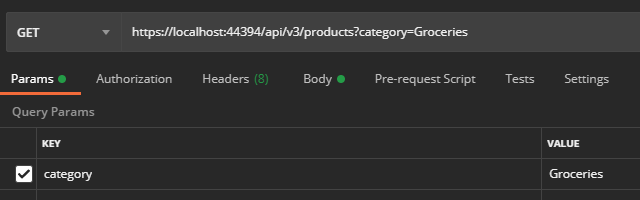 GET https://localhost:44394/api/v3/products?category=Groceries
Params Authorization Headers (8) Body Pre-request Script Tests Settings
Query Params
KEY VALUE
category Groceries